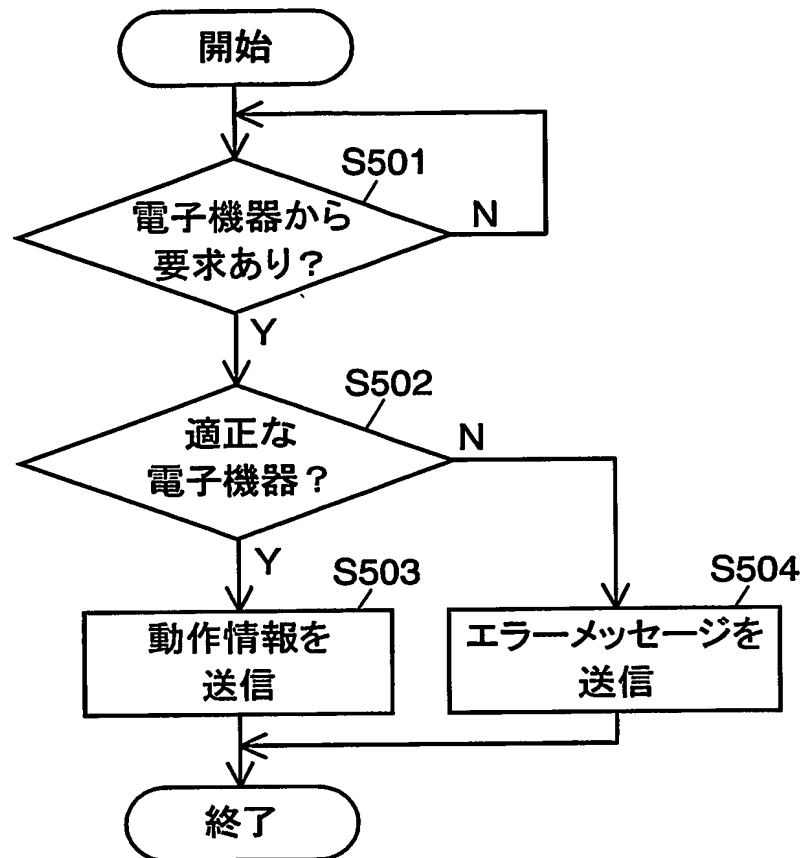 開始
S501
電子機器から
要求あり?
N
Y
S502
適正な
電子機器?
N
Y
S503
動作情報を
送信
S504
エラーメッセージを
送信
終了